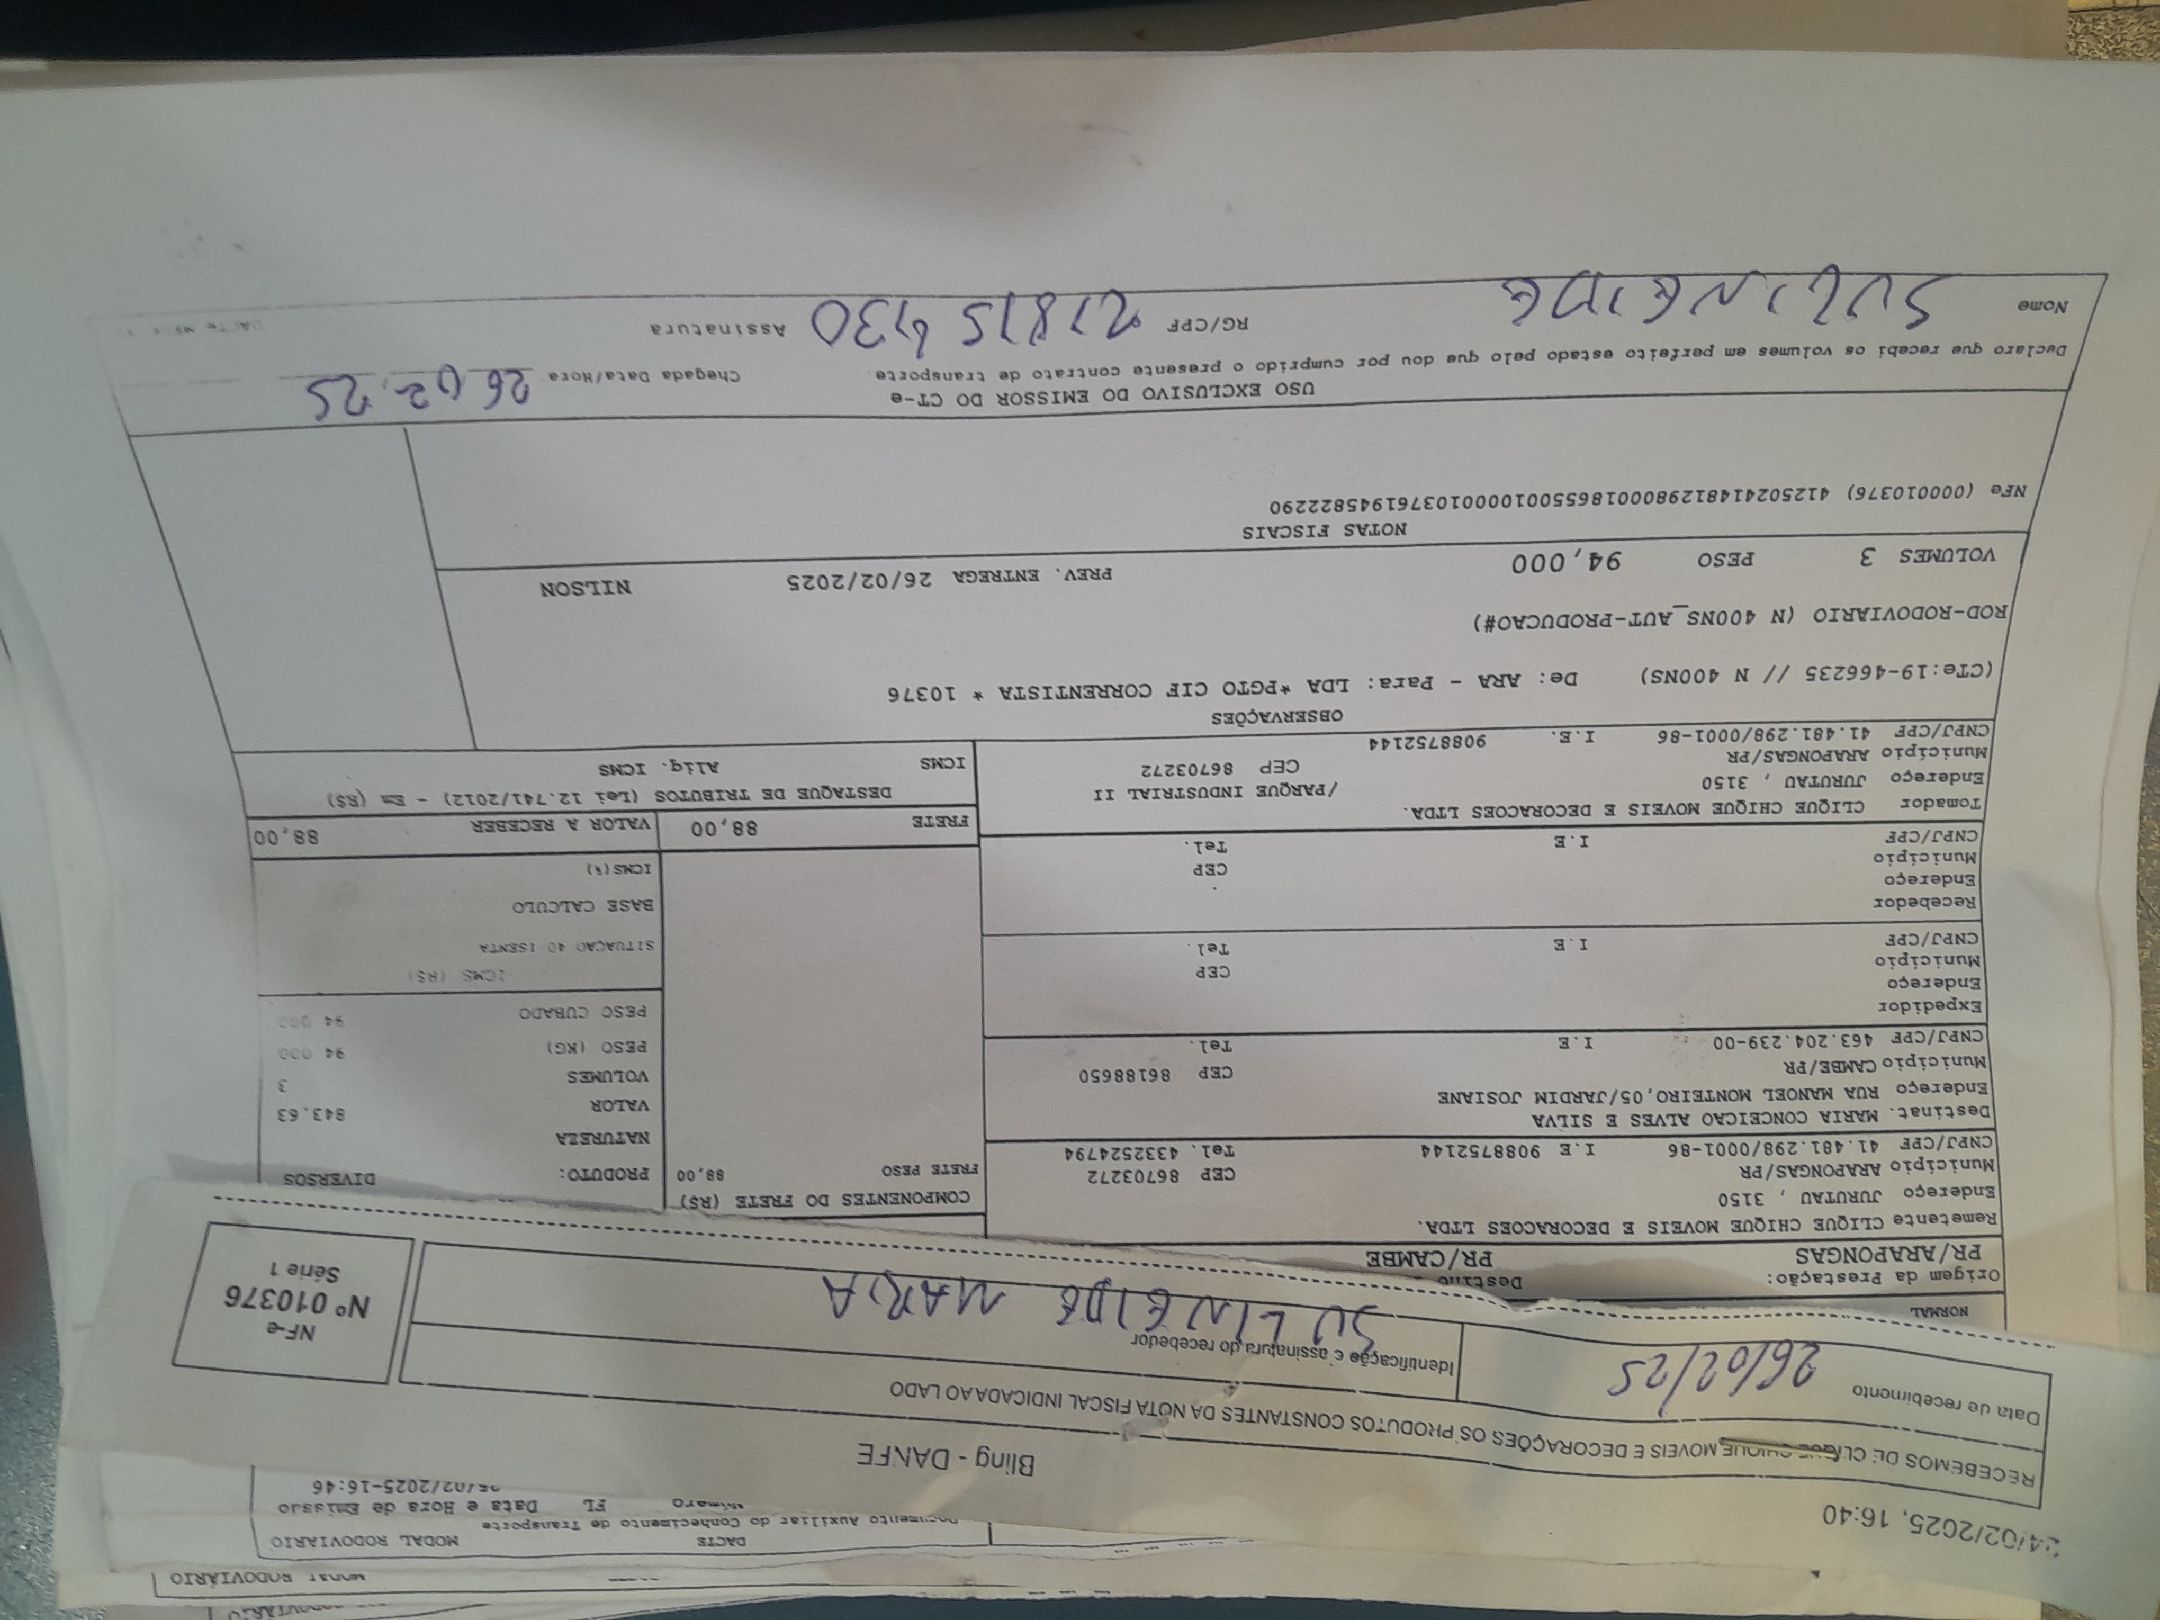 MODAL RODOVIÁRIO
DACTE MODAL RODOVIARIO
Documento Auxiliar do Conhecimento de Transporte
FL Data e Hora de Emissão
/02/2025-16:46
24/02/2025, 16:40
Bling - DANFE
RECEBEMOS DE CLIQUE CHIQUE MOVEIS E DECORAÇÕES OS PRODUTOS CONSTANTES DA NOTA FISCAL INDICADA AO LADO
Data de recebimento 26/02/25
Identificação e assinatura do recebedor
SULINEIDE MARIA
NF-e
Nº 010376
Série 1
NORMAL
Origem da Prestação: Destino
PR/ARAPONGAS PR/CAMBE
Remetente CLIQUE CHIQUE MOVEIS E DECORACOES LTDA.
Endereço JURUTAU , 3150
Município ARAPONGAS/PR CEP 86703272
CNPJ/CPF 41.481.298/0001-86 I.E 9088752144 Tel. 4332524794
Destinat. MARIA CONCEICAO ALVES E SILVA
Endereço RUA MANOEL MONTEIRO,05/JARDIM JOSIANE
Município CAMBE/PR CEP 86188650
CNPJ/CPF 463.204.239-00 I.E Tel.
Expedidor
Endereço
Município CEP
CNPJ/CPF I.E Tel.
Recebedor
Endereço
Município CEP
CNPJ/CPF I.E Tel.
Tomador CLIQUE CHIQUE MOVEIS E DECORACOES LTDA.
Endereço JURUTAU , 3150 /PARQUE INDUSTRIAL II
Município ARAPONGAS/PR CEP 86703272
CNPJ/CPF 41.481.298/0001-86 I.E. 9088752144
COMPONENTES DO FRETE (R$)
FRETE PESO 88,00
PRODUTO: DIVERSOS
NATUREZA
VALOR 843,63
VOLUMES 3
PESO (KG) 94 000
PESO CUBADO 94 000
ICMS (R$)
SITUACAO 40 ISENTA
BASE CALCULO
ICMS(%)
FRETE 88,00 VALOR A RECEBER 88,00
DESTAQUE DE TRIBUTOS (Lei 12.741/2012) - Em (R$)
ICMS Aliq. ICMS
OBSERVAÇÕES
(CTe:19-466235 // N 400NS) De: ARA - Para: LDA *PGTO CIF CORRENTISTA * 10376
ROD-RODOVIARIO (N 400NS_AUT-PRODUCAO#)
VOLUMES 3 PESO 94,000 PREV. ENTREGA 26/02/2025 NILSON
NOTAS FISCAIS
NFe (000010376) 41250241481298000186550010000103761945822290
USO EXCLUSIVO DO EMISSOR DO CT-e
Declaro que recebi os volumes em perfeito estado pelo que dou por cumprido o presente contrato de transporte. Chegada Data/Hora 26 02 25
Nome SULINEIDE RG/CPF Assinatura